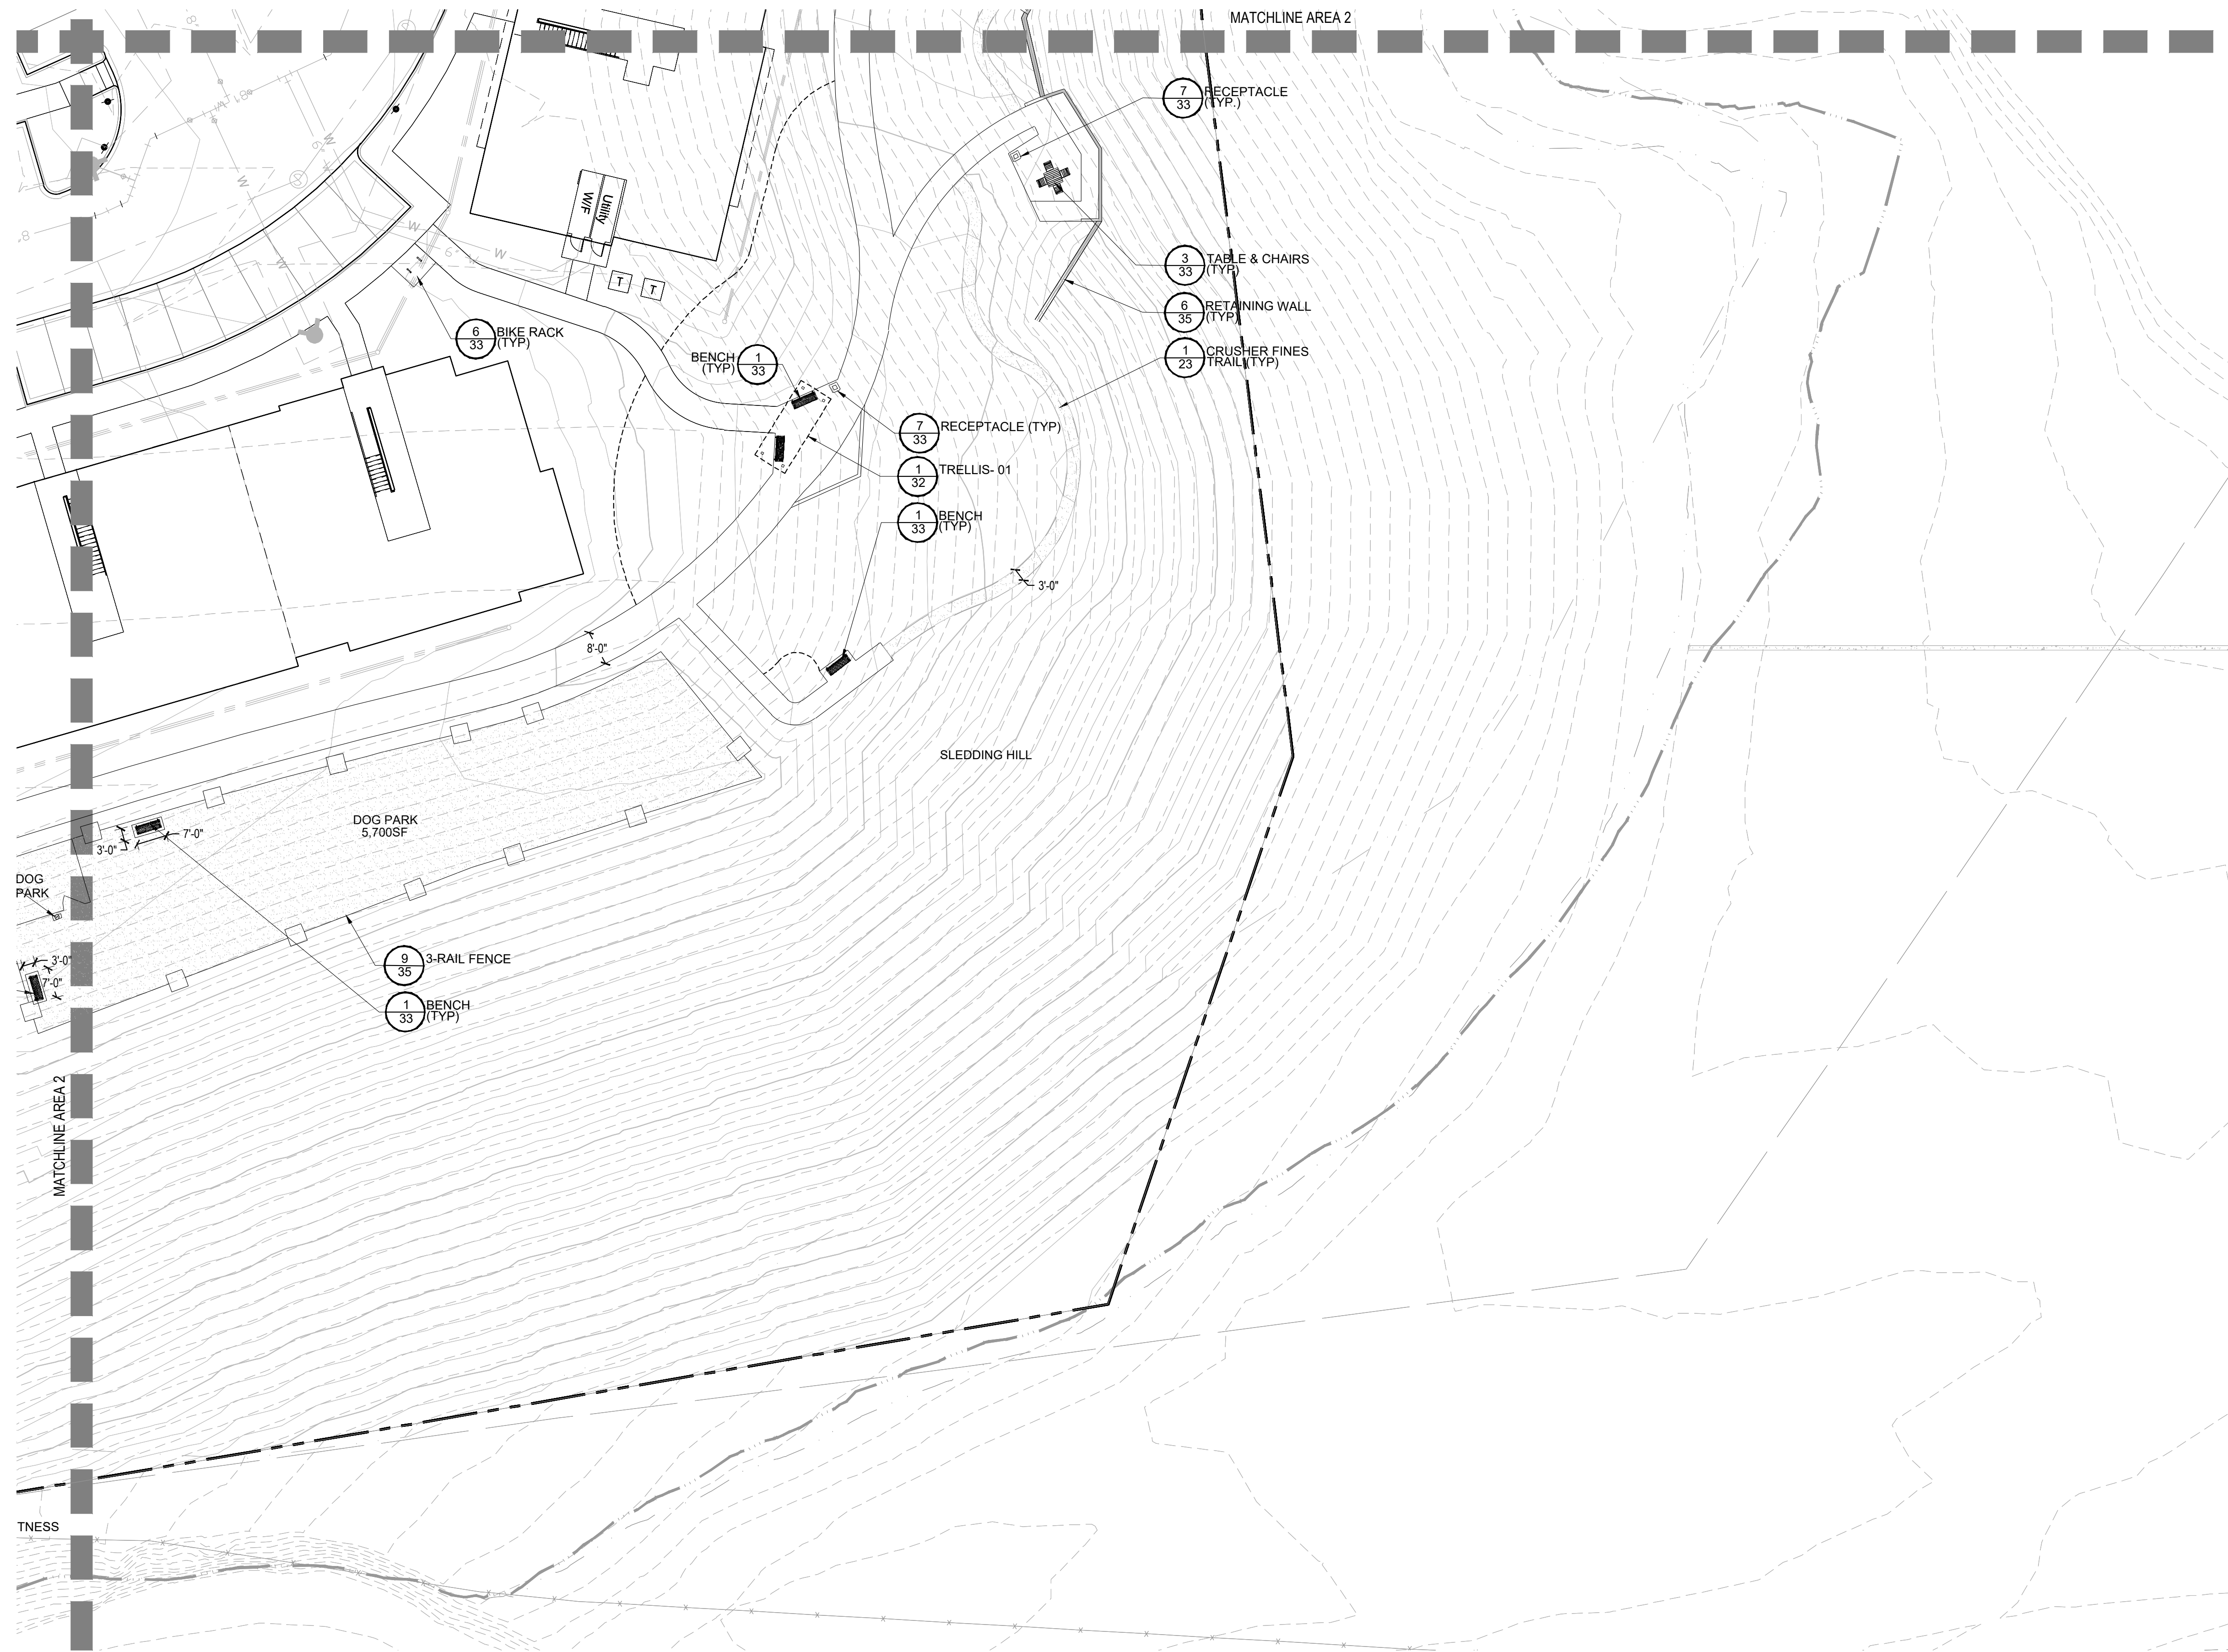 MATCHLINE AREA 2
7
33
RECEPTACLE
(TYP.)
W/F
Utility
W
W
W
W
W
T
T
3
33
TABLE & CHAIRS
(TYP)
6
35
RETAINING WALL
(TYP)
1
23
CRUSHER FINES
TRAIL (TYP)
6
33
BIKE RACK
(TYP)
BENCH
(TYP)
1
33
7
33
RECEPTACLE (TYP)
1
32
TRELLIS- 01
1
33
BENCH
(TYP)
3'-0"
8'-0"
SLEDDING HILL
DOG PARK
5,700SF
7'-0"
3'-0"
DOG
PARK
3'-0"
7'-0"
9
35
3-RAIL FENCE
1
33
BENCH
(TYP)
MATCHLINE AREA 2
TNESS